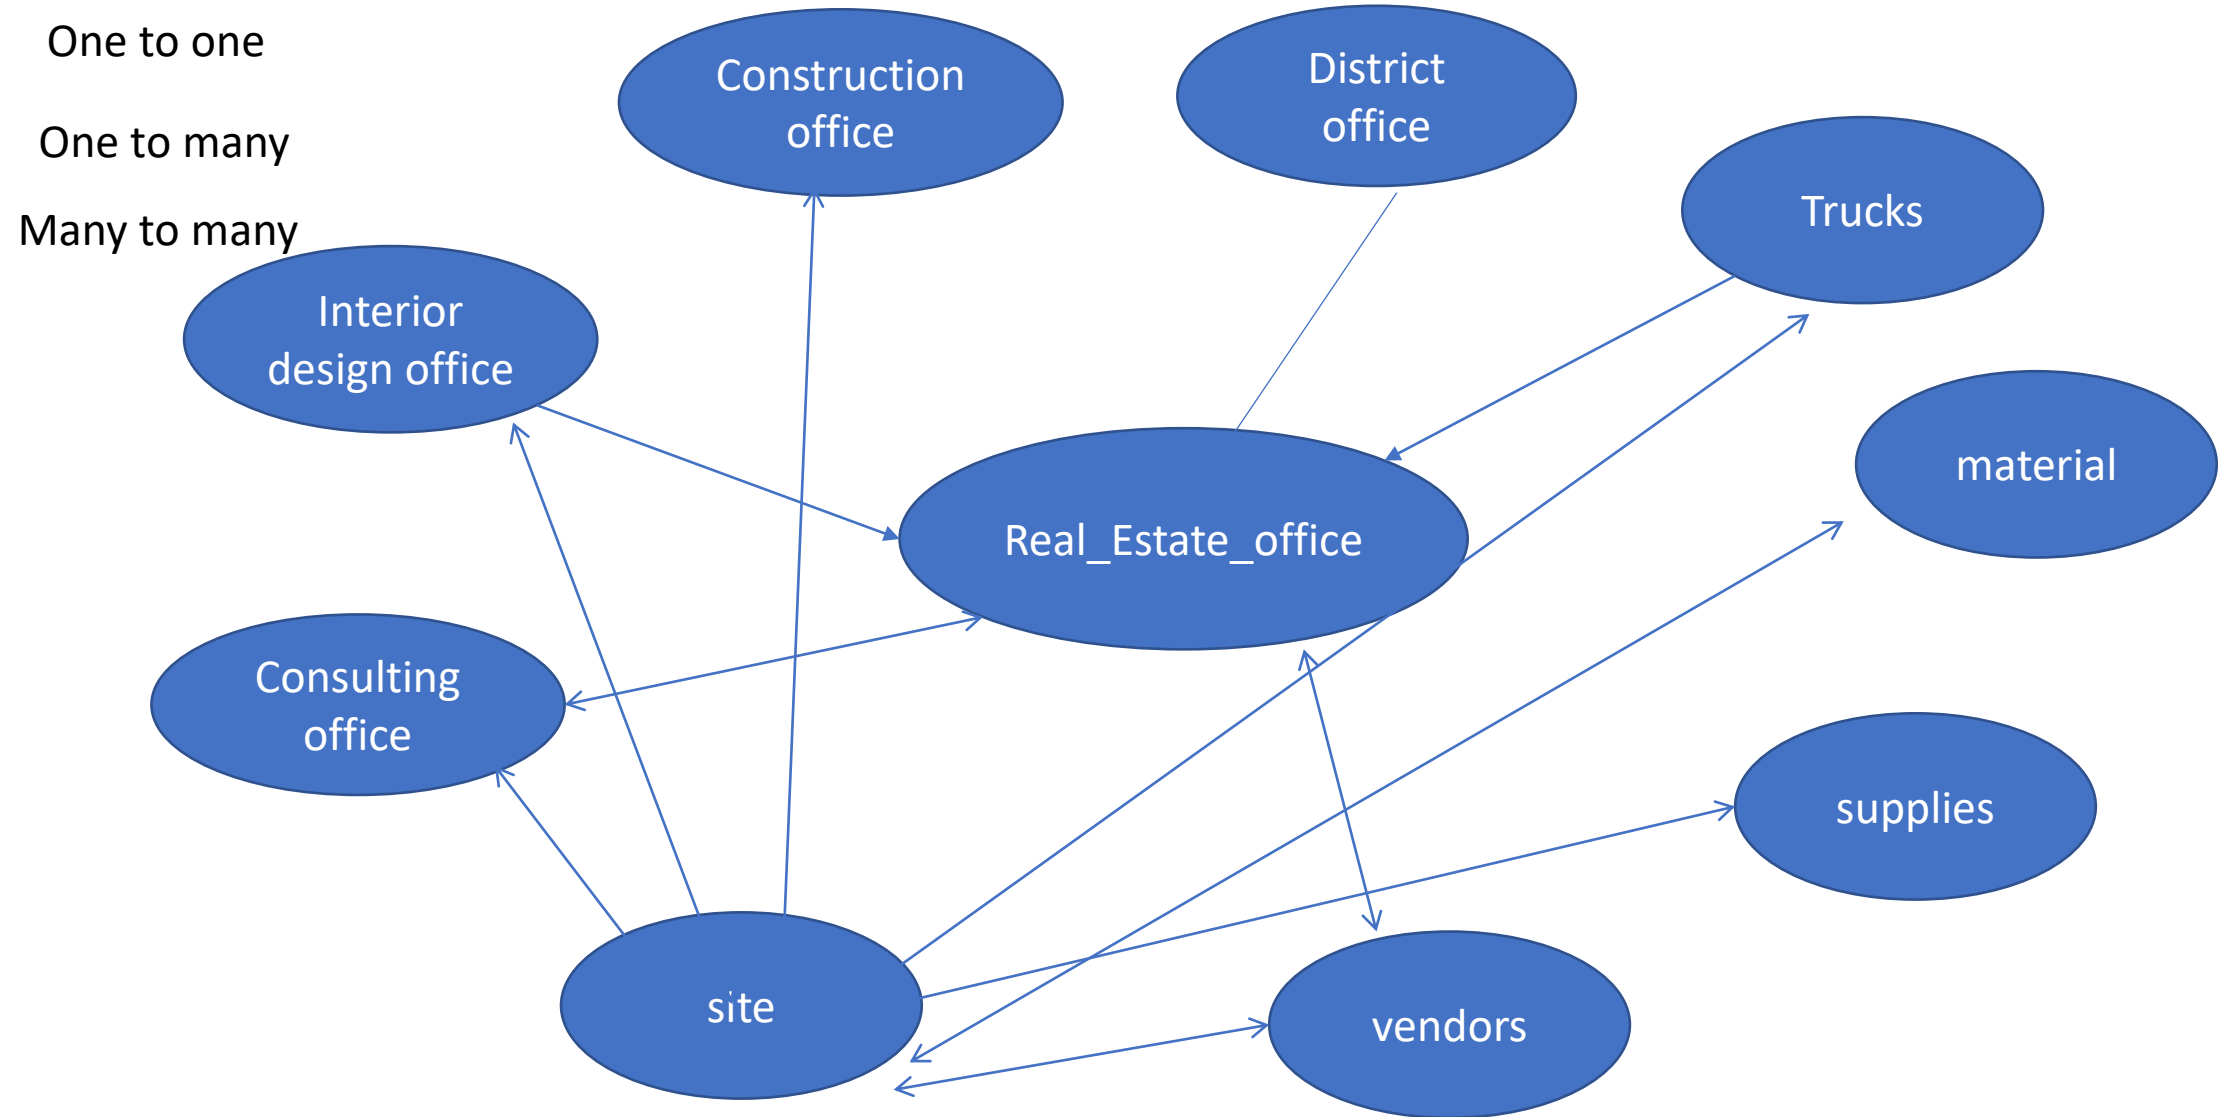 One to one
One to many
Many to many
Construction
office
District
office
Trucks
Interior
design office
material
Real_Estate_office
Consulting
office
supplies
site
vendors